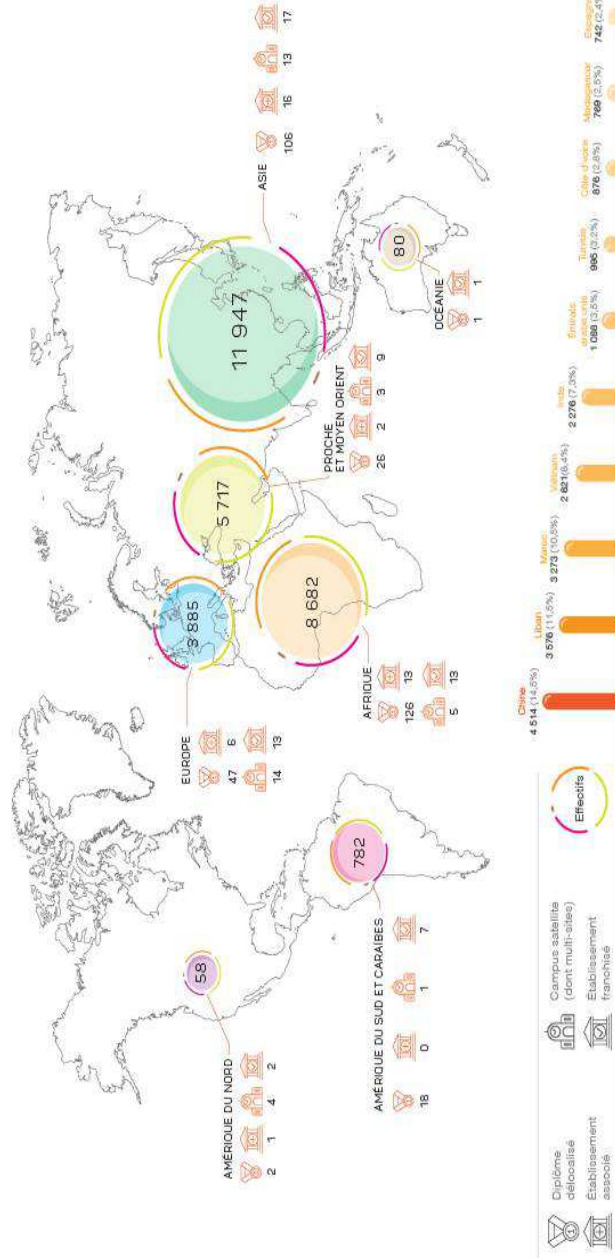 AMÉRIQUE DU NORD
2 1 4 2
58
AMÉRIQUE DU SUD ET CARAIBES
18 0 1 7
782
EUROPE
47 6
14 13
3 885
AFRIQUE
126 13
5 13
8 682
PROCHE
ET MOYEN ORIENT
26 2 3 9
5 717
ASIE
106 16 13 17
11 947
OCÉANIE
1 1
80
Diplôme
délocalisé
Établissement
associé
Campus satellite
(dont multi-sites)
Établissement
franchisé
Effectifs
Chine
4 514 (14,5%)
Liban
3 576 (11,5%)
Maroc
3 273 (10,5%)
Viêtnam
2 621 (8,4%)
Inde
2 276 (7,3%)
Émirats
arabe unis
1 088 (3,5%)
Tunisie
995 (3,2%)
Côte d'ivoire
876 (2,8%)
Madagascar
769 (2,5%)
Espagne
742 (2,4%